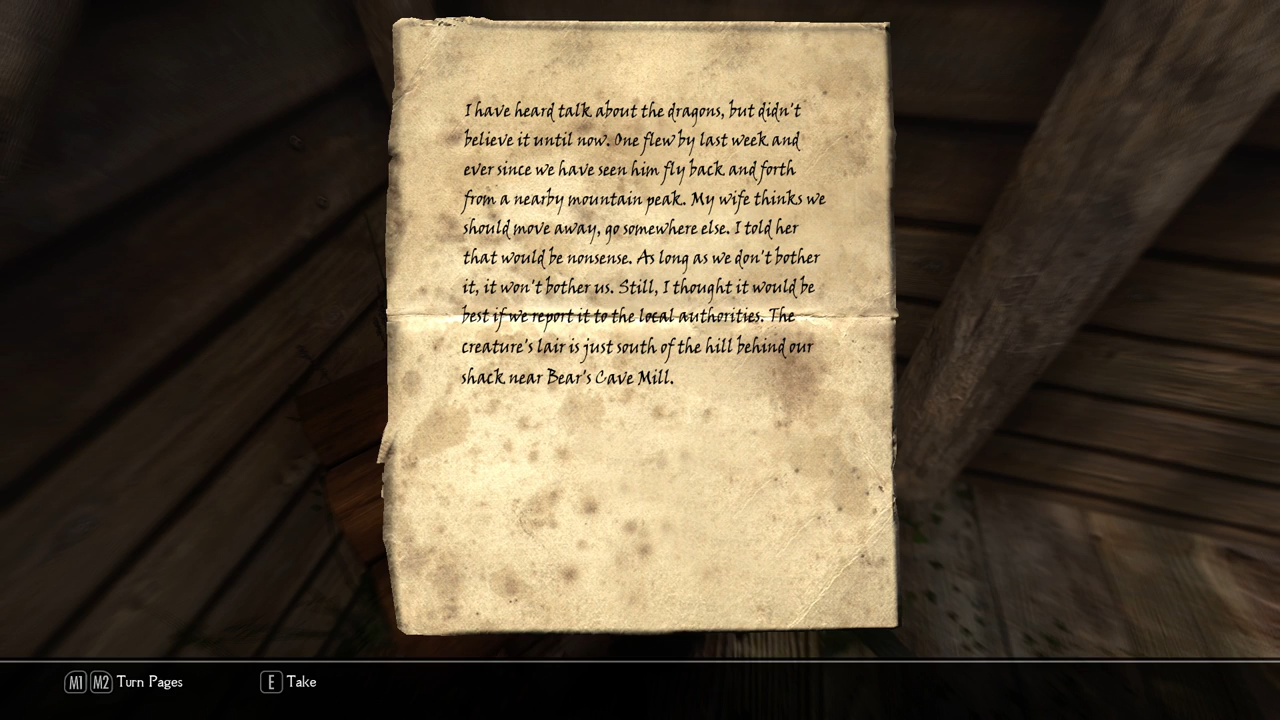 I have heard talk about the dragons, but didn't
believe it until now. One flew by last week and
ever since we have seen him fly back and forth
from a nearby mountain peak. My wife thinks we
should move away, go somewhere else. I told her
that would be nonsense. As long as we don't bother
it, it won't bother us. Still, I thought it would be
best if we report it to the local authorities. The
creature's lair is just south of the hill behind our
shack near Bear's Cave Mill.
M1 M2 Turn Pages E Take